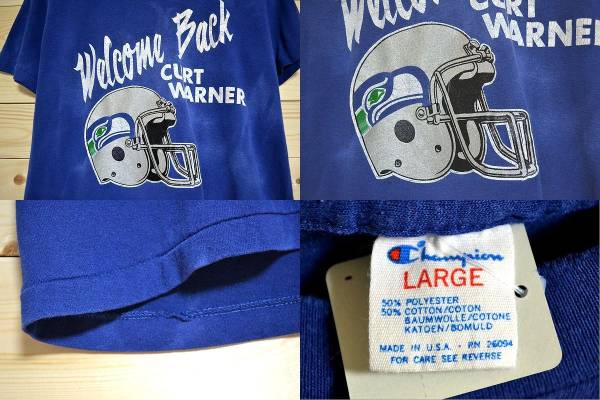 Welcome Back
CURT
WARNER
Welcome
CURT
WARNER
Champion
LARGE
50% POLYESTER
50% COTTON/COTON
BAUMWOLLE/COTONE
KATOEN/BOMULD
MADE IN U.S.A. - RN 26094
FOR CARE SEE REVERSE